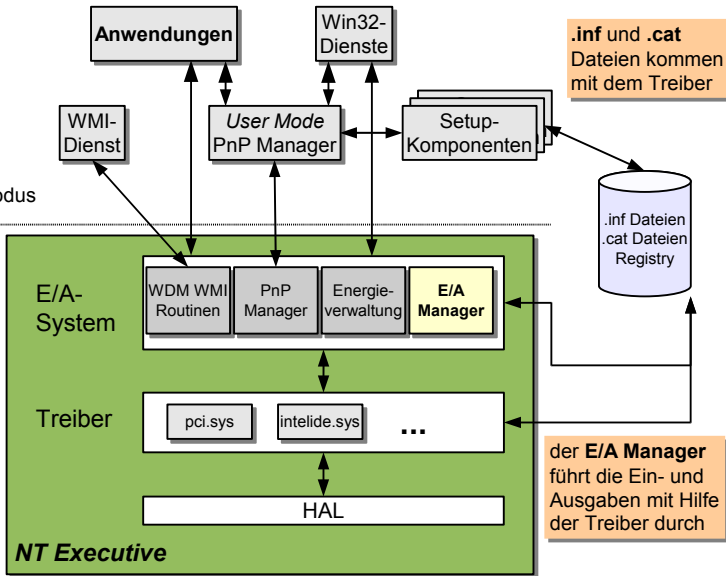 Anwendungen
Win32-
Dienste
.inf und .cat
Dateien kommen
mit dem Treiber
WMI-
Dienst
User Mode
PnP Manager
Setup-
Komponenten
odus
.inf Dateien
.cat Dateien
Registry
E/A-
System
WDM WMI
Routinen
PnP
Manager
Energie-
verwaltung
E/A
Manager
Treiber
pci.sys
intelide.sys
...
der E/A Manager
führt die Ein- und
Ausgaben mit Hilfe
der Treiber durch
HAL
NT Executive